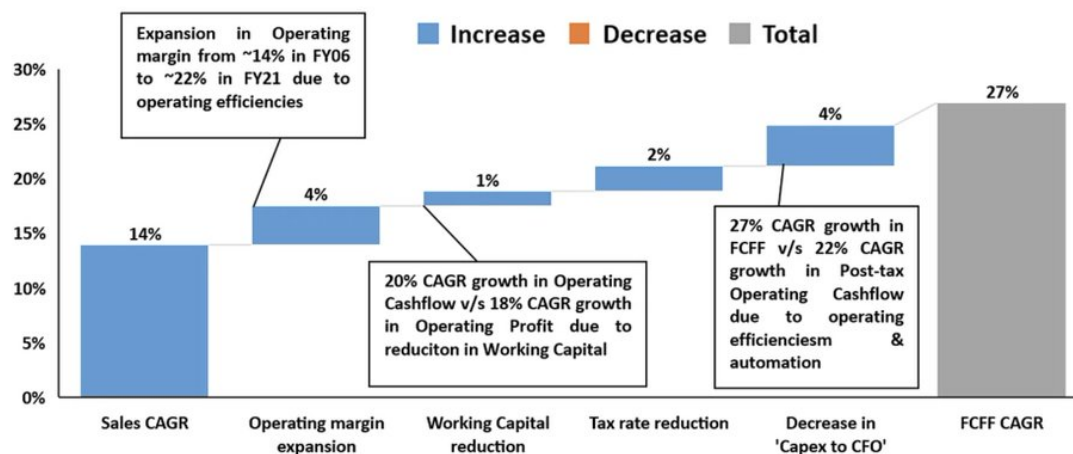 Expansion in Operating
margin from ~14% in FY06
to ~22% in FY21 due to
operating efficiencies
Increase
Decrease
Total
30%
25%
20%
15%
10%
5%
0%
14%
4%
1%
2%
4%
27%
20% CAGR growth in Operating
Cashflow v/s 18% CAGR growth
in Operating Profit due to
reduciton in Working Capital
27% CAGR growth in
FCFF v/s 22% CAGR
growth in Post-tax
Operating Cashflow
due to operating
efficienciesm &
automation
Sales CAGR
Operating margin
expansion
Working Capital
reduction
Tax rate reduction
Decrease in
'Capex to CFO'
FCFF CAGR